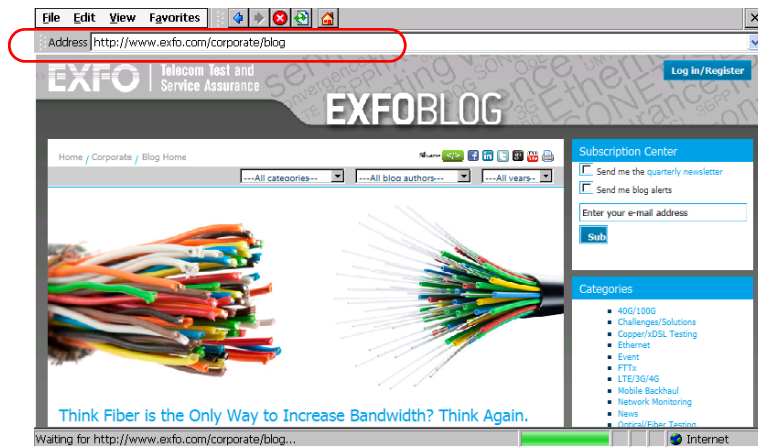 File Edit View Favorites
Address http://www.exfo.com/corporate/blog
EXFO Telecom Test and
Service Assurance
Log in/Register
EXFOBLOG
Home / Corporate / Blog Home
Share
---All categories---
---All blog authors---
---All years--
Subscription Center
Send me the quarterly newsletter
Send me blog alerts
Enter your e-mail address
Sub
Categories
40G/100G
Challenges/Solutions
Copper/xDSL Testing
Ethernet
Event
FTTx
LTE/3G/4G
Mobile Backhaul
Network Monitoring
News
Optical/Fiber Testing
Think Fiber is the Only Way to Increase Bandwidth? Think Again.
Waiting for http://www.exfo.com/corporate/blog...
Internet